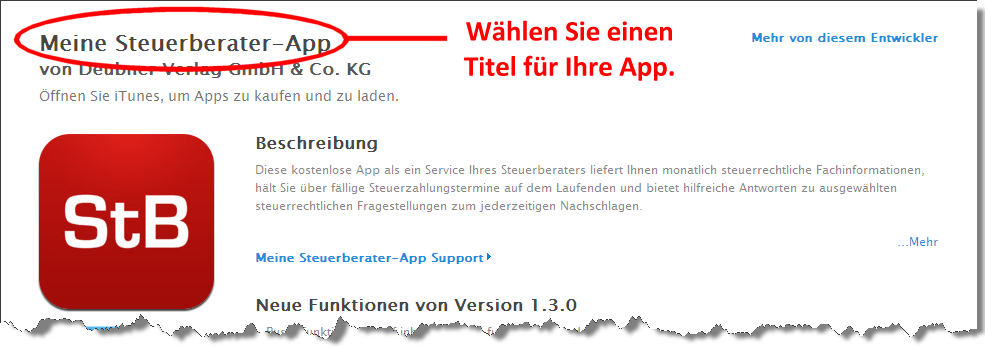 Meine Steuerberater-App
von Deubner Verlag GmbH & Co. KG
Öffnen Sie iTunes, um Apps zu kaufen und zu laden.
Wählen Sie einen
Titel für Ihre App.
Mehr von diesem Entwickler
StB
Beschreibung
Diese kostenlose App als ein Service Ihres Steuerberaters liefert Ihnen monatlich steuerrechtliche Fachinformationen,
hält Sie über fällige Steuerzahlungstermine auf dem Laufenden und bietet hilfreiche Antworten zu ausgewählten
steuerrechtlichen Fragestellungen zum jederzeitigen Nachschlagen.
...Mehr
Meine Steuerberater-App Support
Neue Funktionen von Version 1.3.0